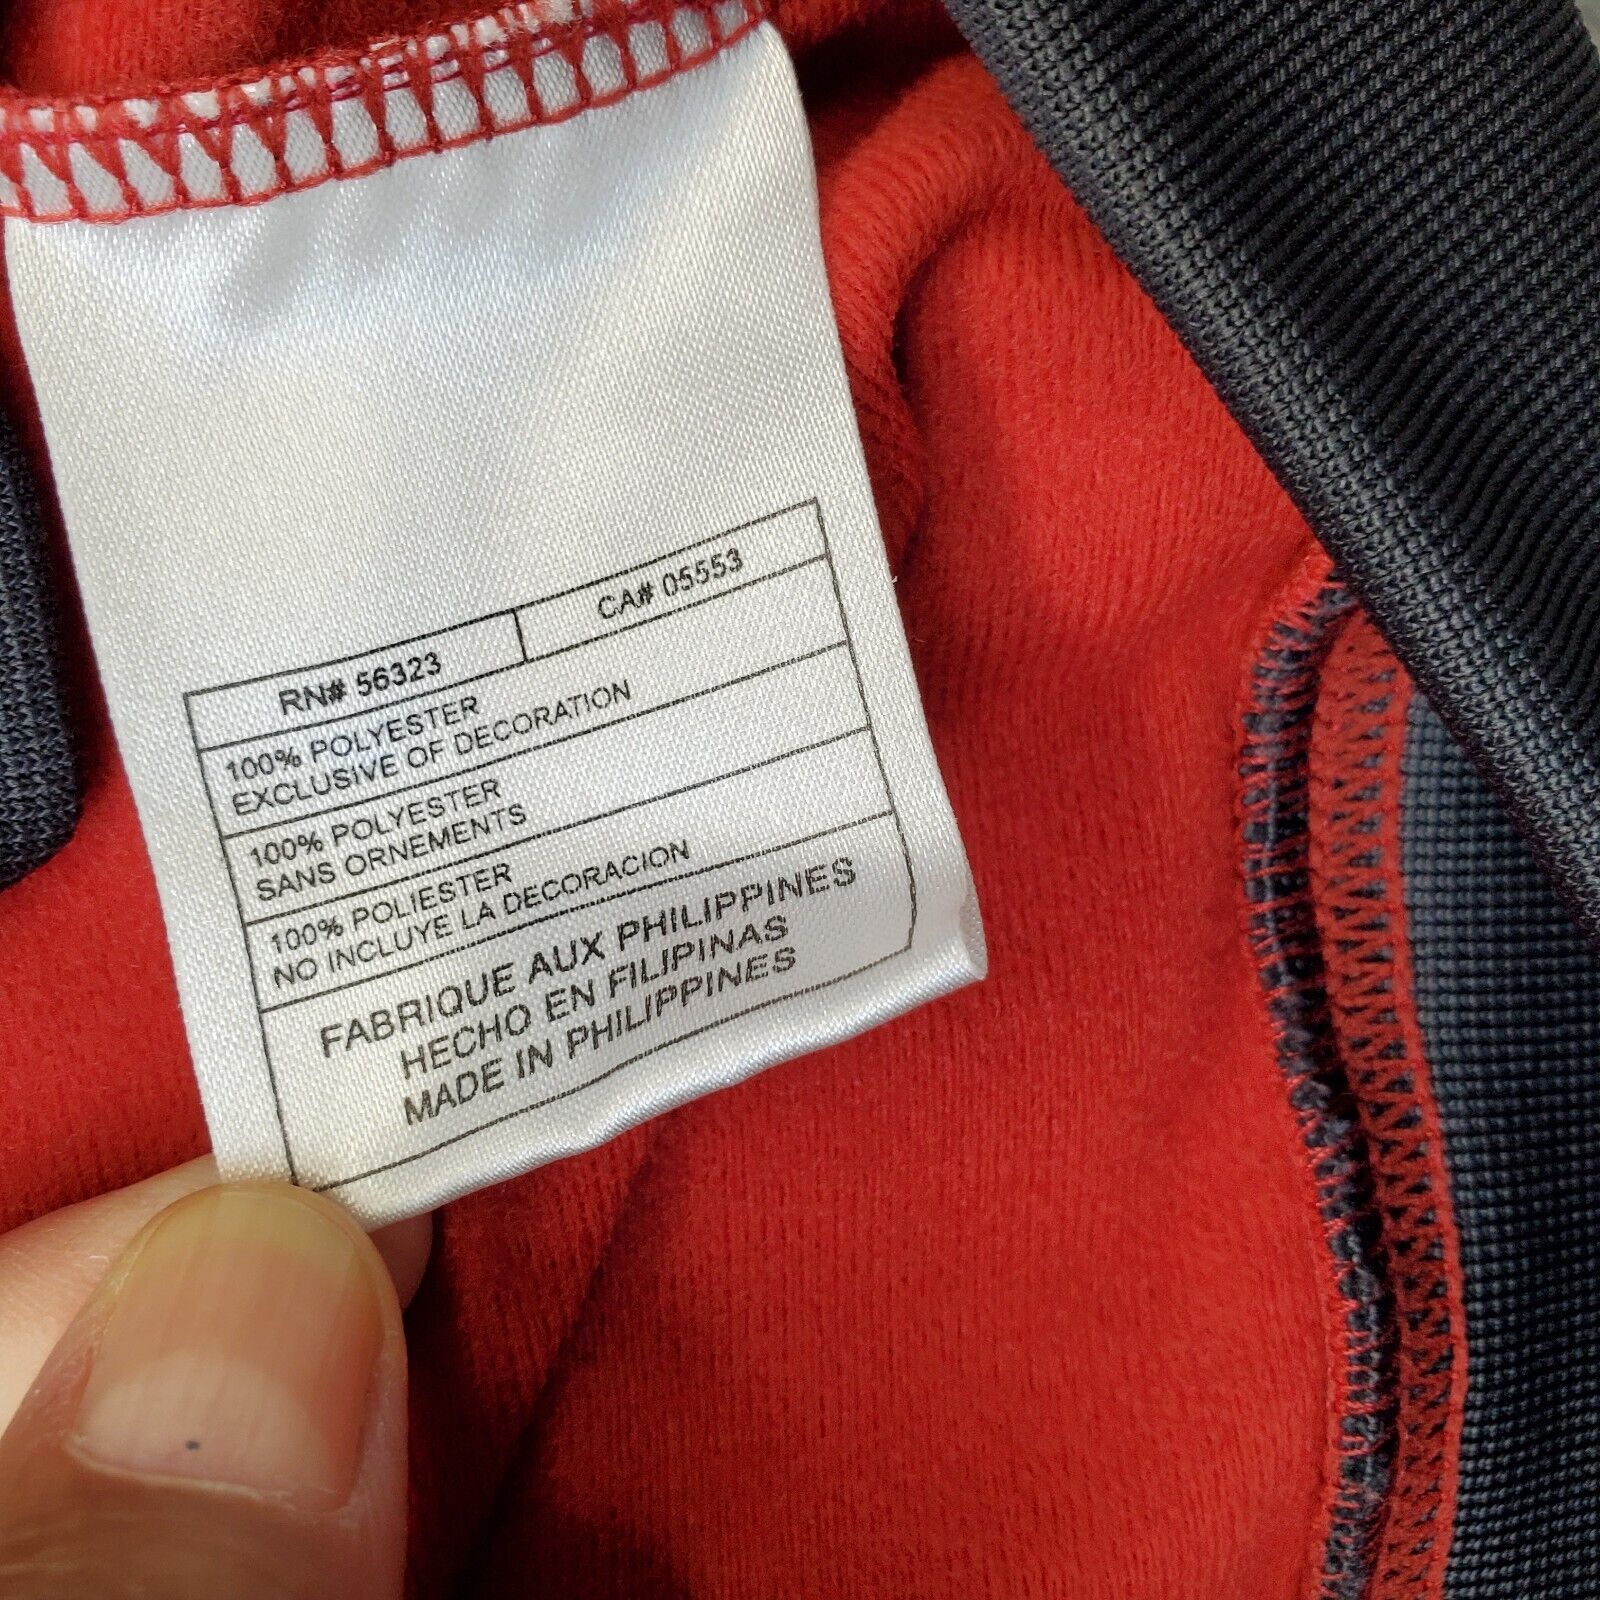 RN# 56323 CA# 05553
100% POLYESTER
EXCLUSIVE OF DECORATION
100% POLYESTER
SANS ORNEMENTS
100% POLIESTER
NO INCLUYE LA DECORACION
FABRIQUE AUX PHILIPPINES
HECHO EN FILIPINAS
MADE IN PHILIPPINES